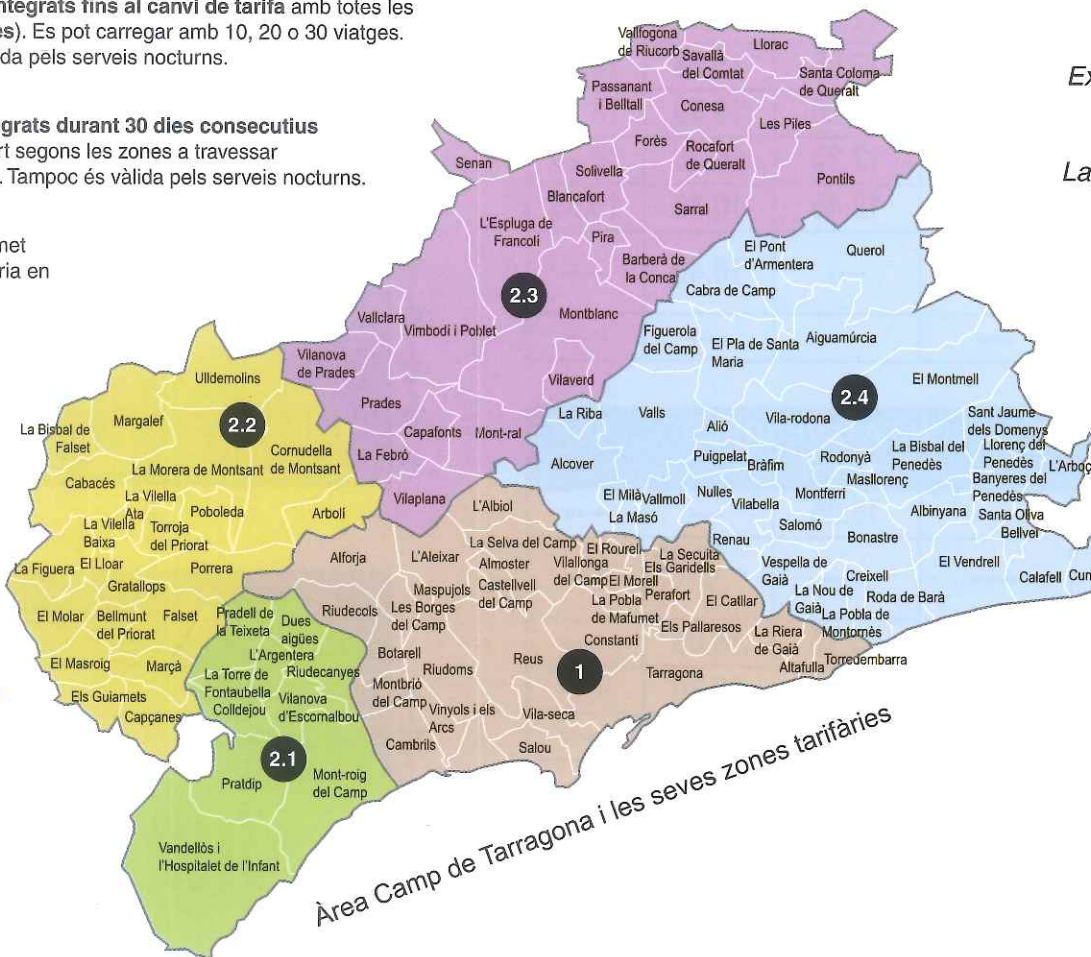 ntegrats fins al canvi de tarifa amb totes les
es). Es pot carregar amb 10, 20 o 30 viatges.
da pels serveis nocturns.
grats durant 30 dies consecutius
rt segons les zones a travessar
. Tampoc és vàlida pels serveis nocturns.
met
ria en
Ex
La
Vallfogona
de Riucorb
Llorac
Savallà
del Comtat
Santa Coloma
de Queralt
Passanant
i Belltall
Conesa
Les Piles
Forès
Rocafort
de Queralt
Senan
Solivella
Pontils
Blancafort
Sarral
L'Espluga de
Francolí
Pira
Barberà de
la Conca
2.3
Montblanc
Vallclara
Vimbodí i Poblet
Vilanova
de Prades
Vilaverd
Prades
Capafonts
Mont-ral
La Febró
Vilaplana
El Pont
d'Armentera
Querol
Cabra de Camp
Figuerola
del Camp
El Pla de Santa
Maria
Aiguamúrcia
2.4
El Montmell
La Riba
Valls
Alió
Vila-rodona
Sant Jaume
dels Domenys
Llorenç del
Penedès
L'Arboç
Alcover
Puigpelat
Bràfim
Rodonyà
La Bisbal del
Penedès
Masllorenç
Banyeres del
Penedès
El Milà
Vallmoll
Nulles
Vilabella
Montferri
Albinyana
Santa Oliva
La Masó
Salomó
Bellvei
Renau
Bonastre
Vespella de
Gaià
Creixell
El Vendrell
Calafell
Cun
La Nou de
Gaià
Roda de Barà
La Pobla de
Montornès
Ulldemolins
2.2
La Bisbal de
Falset
Margalef
Cornudella
de Montsant
La Morera de Montsant
Cabacés
La Vilella
Ata
Poboleda
Arbolí
La Vilella
Baixa
Torroja
del Priorat
La Figuera
El Lloar
Porrera
Gratallops
El Molar
Bellmunt
del Priorat
Falset
El Masroig
Marçà
Els Guiamets
Capçanes
Pradell de
la Teixeta
Dues
aigües
L'Argentera
La Torre de
Fontaubella
Riudecanyes
Colldejou
Vilanova
d'Escornalbou
2.1
Pratdip
Mont-roig
del Camp
Vandellòs i
l'Hospitalet de l'Infant
L'Albiol
La Selva del Camp
El Rourell
La Secuita
Alforja
L'Aleixar
Almoster
Vilallonga
del Camp
Els Garidells
Maspujols
Castellvell
del Camp
El Morell
Perafort
El Catllar
Riudecols
Les Borges
del Camp
La Pobla
de Mafumet
Els Pallaresos
Constantí
La Riera
de Gaià
Botarell
Riudoms
Reus
1
Tarragona
Altafulla
Torredembarra
Montbrió
del Camp
Vinyols i els
Arcs
Vila-seca
Cambrils
Salou
Àrea Camp de Tarragona i les seves zones tarifàries